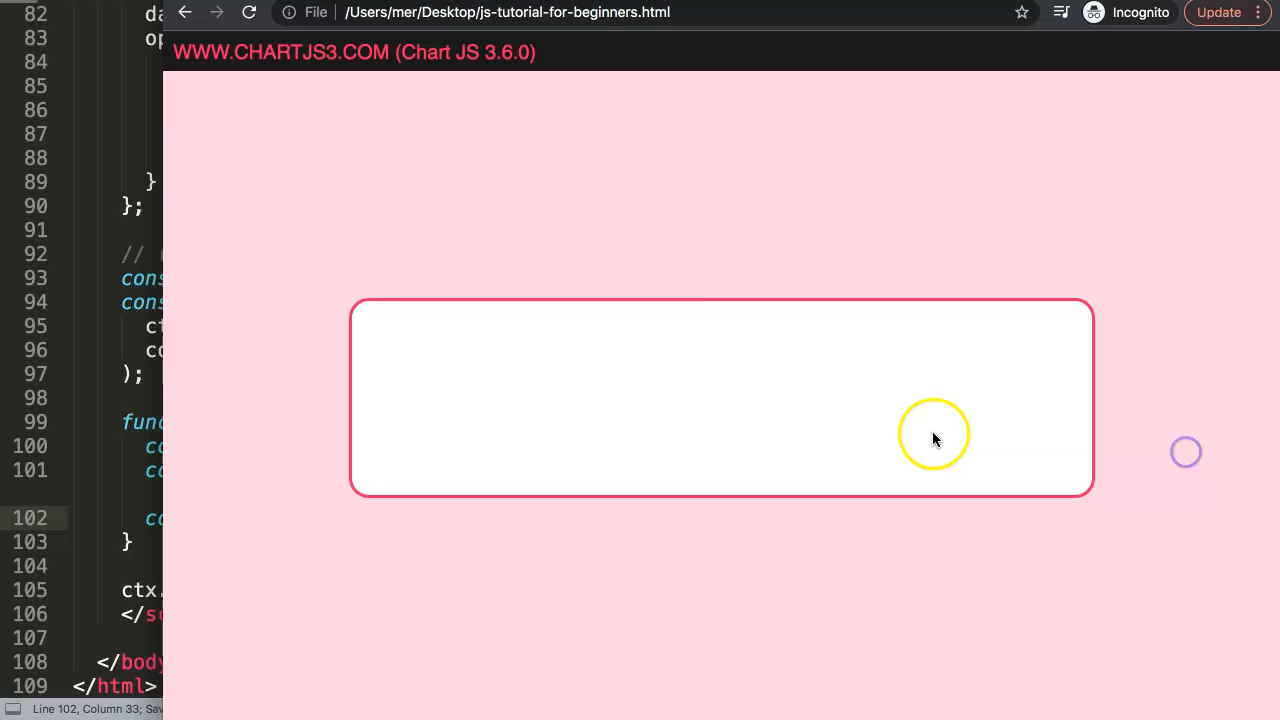 File /Users/mer/Desktop/js-tutorial-for-beginners.html Incognito Update
WWW.CHARTJS3.COM (Chart JS 3.6.0)
82 da
83 op
84
85
86
87
88
89 }
90 };
91
92 //
93 cons
94 cons
95 ct
96 co
97 );
98
99 func
100 co
101 co
102 co
103 }
104
105 ctx.
106 </sc
107
108 </body
109 </html>
Line 102, Column 33; Sav